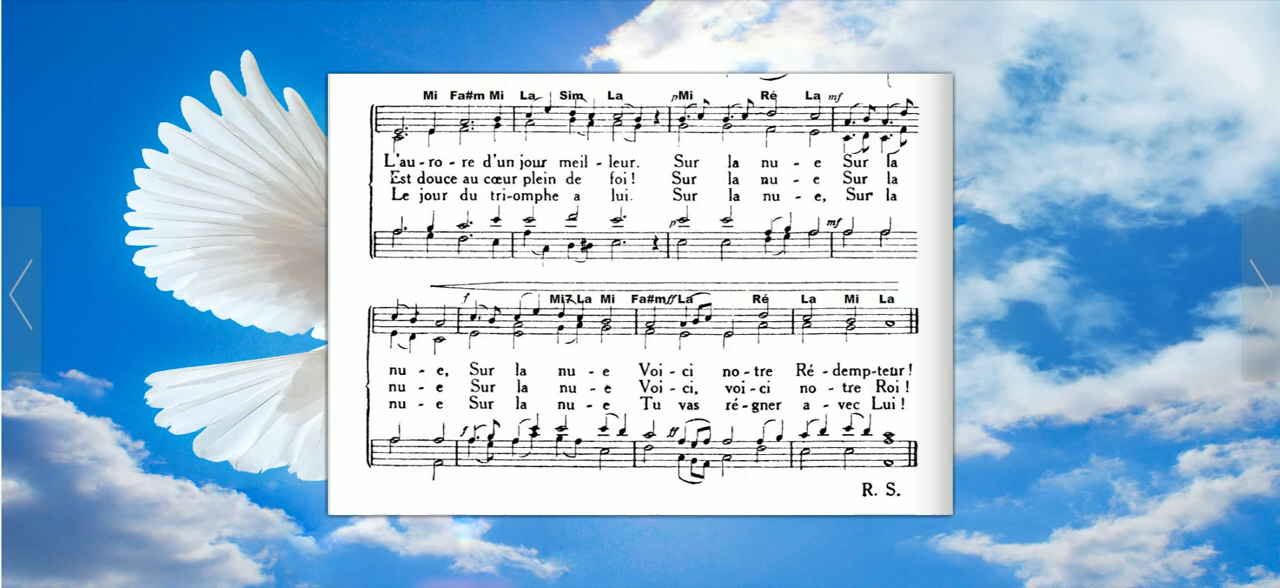 Mi Fa#m Mi La Sim La p Mi Ré La mf
L'au-ro-re d'un jour meil-leur. Sur la nu-e Sur la
Est douce au cœur plein de foi! Sur la nu-e Sur la
Le jour du tri-omphe a lui. Sur la nu-e, Sur la
p mf
f Mi7 La Mi Fa#m ff La Ré La Mi La
nu-e, Sur la nu-e Voi-ci no-tre Ré-demp-teur!
nu-e Sur la nu-e Voi-ci, voi-ci no-tre Roi!
nu-e Sur la nu-e Tu vas ré-gner a-vec Lui!
f ff
R. S.